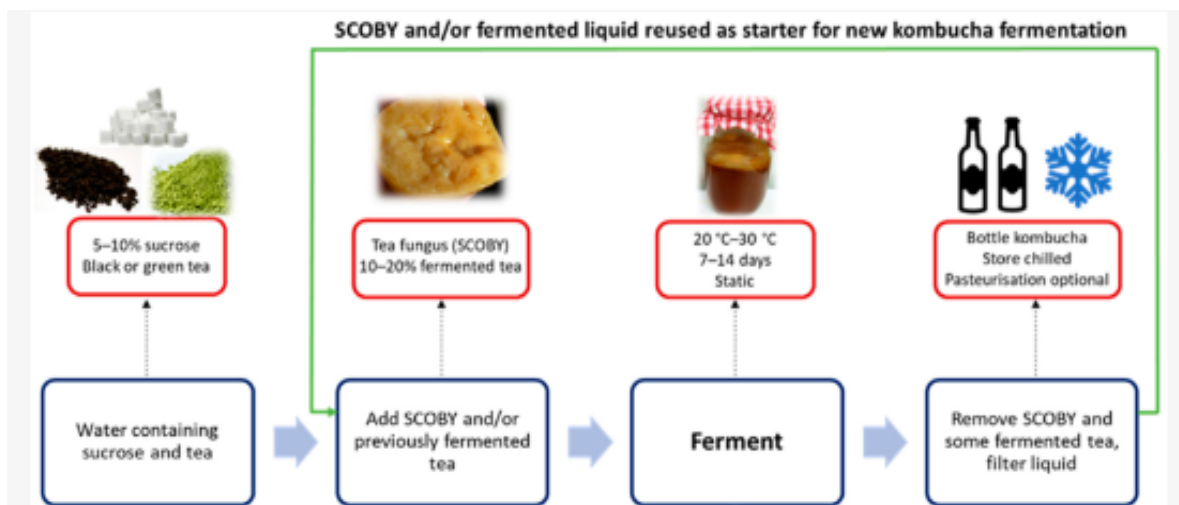 SCOBY and/or fermented liquid reused as starter for new kombucha fermentation
5–10% sucrose
Black or green tea
Tea fungus (SCOBY)
10–20% fermented tea
20 °C–30 °C
7–14 days
Static
Bottle kombucha
Store chilled
Pasteurisation optional
Water containing
sucrose and tea
Add SCOBY and/or
previously fermented
tea
Ferment
Remove SCOBY and
some fermented tea,
filter liquid